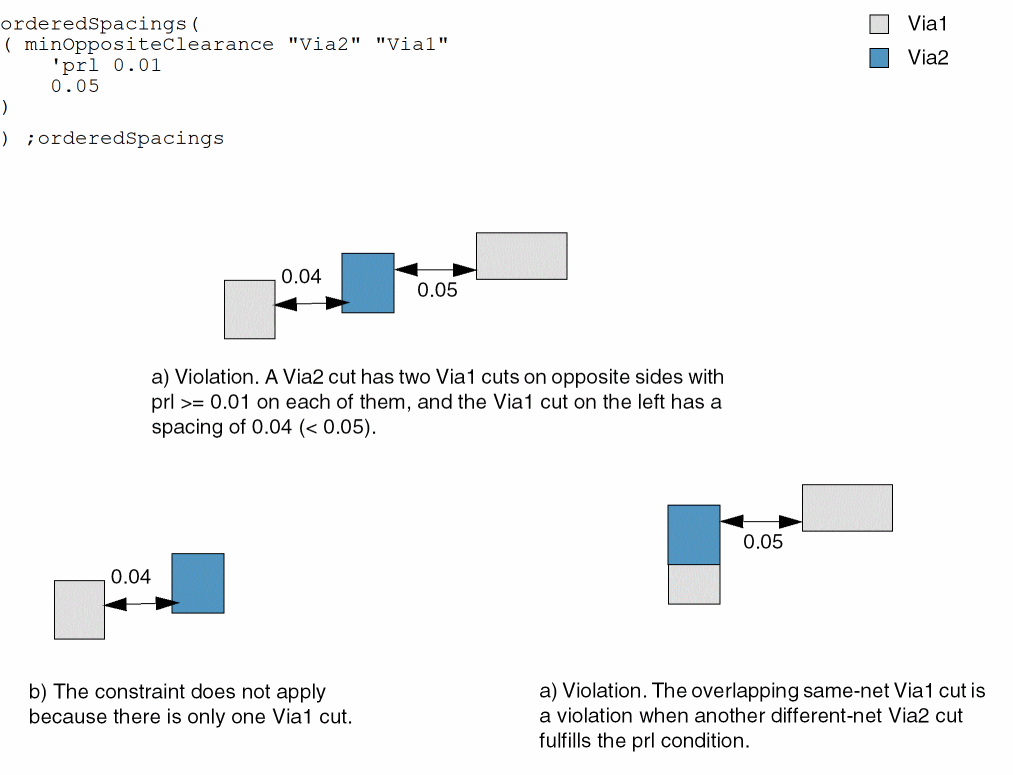 orderedSpacings(
( minOppositeClearance "Via2" "Via1"
'prl 0.01
0.05
)
) ;orderedSpacings
Via1
Via2
0.04
0.05
a) Violation. A Via2 cut has two Via1 cuts on opposite sides with
prl >= 0.01 on each of them, and the Via1 cut on the left has a
spacing of 0.04 (< 0.05).
0.04
b) The constraint does not apply
because there is only one Via1 cut.
0.05
a) Violation. The overlapping same-net Via1 cut is
a violation when another different-net Via2 cut
fulfills the prl condition.